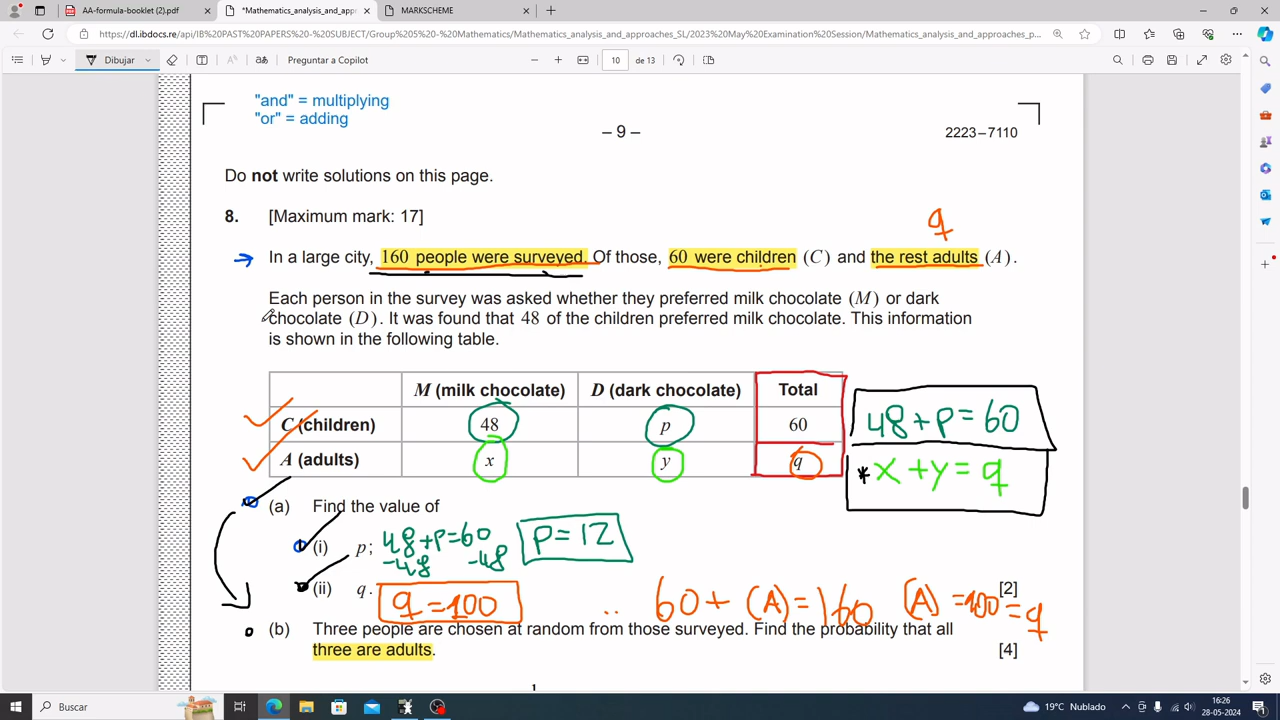 AA-formula-booklet (2).pdf
*Mathematics_analysis_and_appro
MARKSCHEME
https://dl.ibdocs.re/api/IB%20PAST%20PAPERS%20-%20SUBJECT/Group%205%20-%20Mathematics/Mathematics_analysis_and_approaches_SL/2023%20May%20Examination%20Session/Mathematics_analysis_and_approaches_p...
Dibujar
Preguntar a Copilot
10 de 13
"and" = multiplying
"or" = adding
– 9 –
2223–7110
Do not write solutions on this page.
8. [Maximum mark: 17]
q
In a large city, 160 people were surveyed. Of those, 60 were children (C) and the rest adults (A).
Each person in the survey was asked whether they preferred milk chocolate (M) or dark
chocolate (D). It was found that 48 of the children preferred milk chocolate. This information
is shown in the following table.
M (milk chocolate) D (dark chocolate) Total
C (children) 48 p 60
48 + p = 60
A (adults) x y q
* x + y = q
(a) Find the value of
(i) p; 48 + p = 60 P = 12
-48 -48
(ii) q. [2]
q = 100 .. 60 + (A) = 160 (A) = 100 = q
(b) Three people are chosen at random from those surveyed. Find the probability that all
three are adults. [4]
1
Buscar
19°C Nublado
16:26
28-05-2024